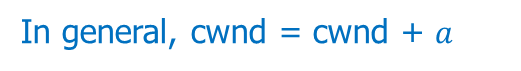 In general, cwnd = cwnd + 𝑎